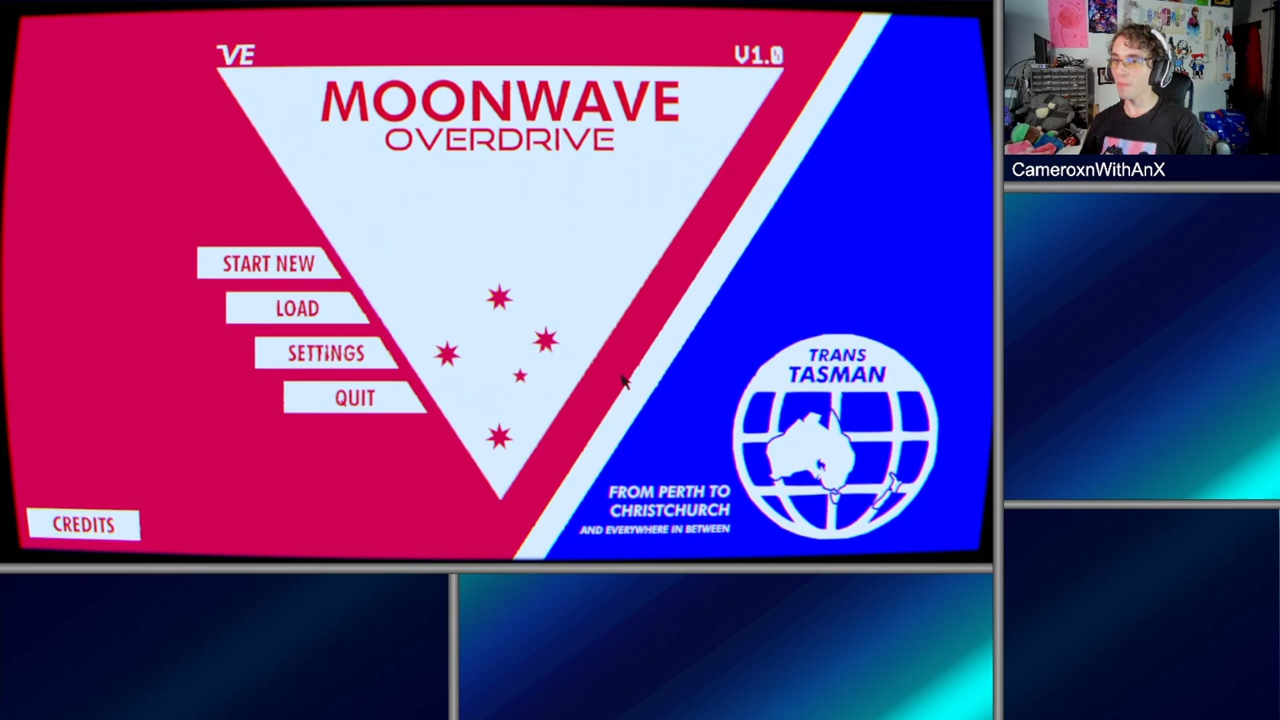 VE
V1.0
MOONWAVE
OVERDRIVE
START NEW
LOAD
SETTINGS
QUIT
CREDITS
TRANS
TASMAN
FROM PERTH TO
CHRISTCHURCH
AND EVERYWHERE IN BETWEEN
CameroxnWithAnX